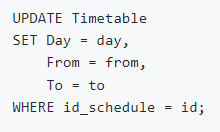 UPDATE Timetable
SET Day = day,
    From = from,
    To = to
WHERE id_schedule = id;